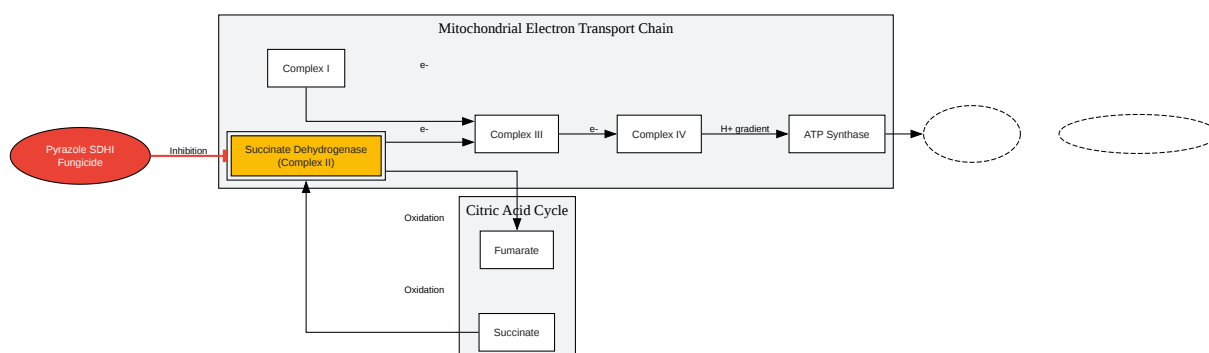 Mitochondrial Electron Transport Chain
Complex I
e-
Pyrazole SDHI
Fungicide
Inhibition
Succinate Dehydrogenase
(Complex II)
e-
Complex III
e-
Complex IV
H+ gradient
ATP Synthase
Citric Acid Cycle
Oxidation
Fumarate
Oxidation
Succinate